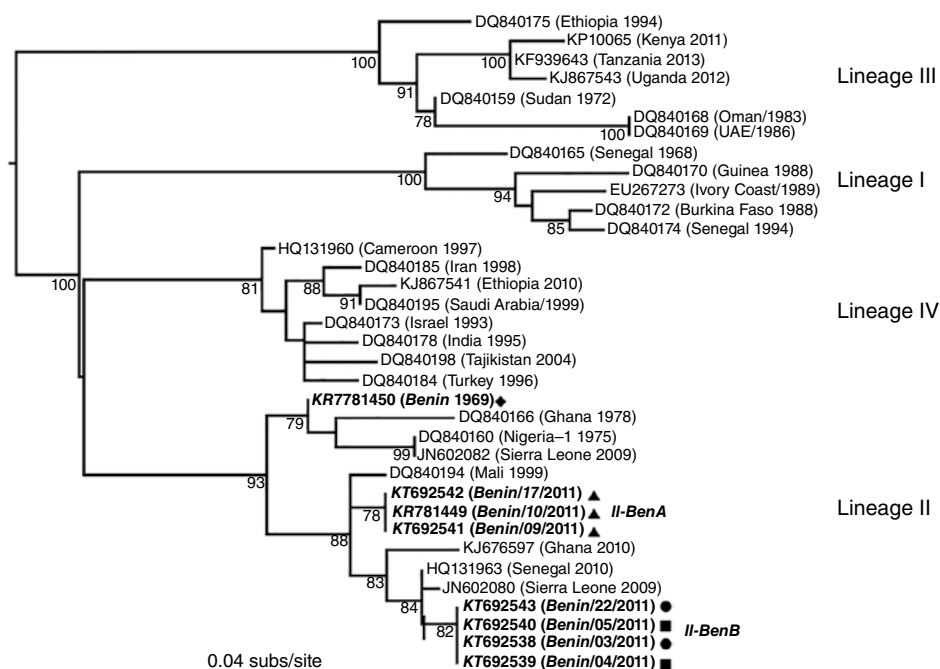 DQ840175 (Ethiopia 1994)
KP10065 (Kenya 2011)
100
100
KF939643 (Tanzania 2013)
Lineage III
KJ867543 (Uganda 2012)
91
DQ840159 (Sudan 1972)
78
DQ840168 (Oman/1983)
100
DQ840169 (UAE/1986)
DQ840165 (Senegal 1968)
100
DQ840170 (Guinea 1988)
Lineage I
94
EU267273 (Ivory Coast/1989)
DQ840172 (Burkina Faso 1988)
85
DQ840174 (Senegal 1994)
HQ131960 (Cameroon 1997)
100
81
DQ840185 (Iran 1998)
88
KJ867541 (Ethiopia 2010)
91
DQ840195 (Saudi Arabia/1999)
Lineage IV
DQ840173 (Israel 1993)
DQ840178 (India 1995)
DQ840198 (Tajikistan 2004)
DQ840184 (Turkey 1996)
KR7781450 (Benin 1969)◆
79
DQ840166 (Ghana 1978)
DQ840160 (Nigeria–1 1975)
99
JN602082 (Sierra Leone 2009)
93
DQ840194 (Mali 1999)
KT692542 (Benin/17/2011) ▲
78
KR781449 (Benin/10/2011) ▲ II-BenA
Lineage II
KT692541 (Benin/09/2011) ▲
88
KJ676597 (Ghana 2010)
83
HQ131963 (Senegal 2010)
JN602080 (Sierra Leone 2009)
84
KT692543 (Benin/22/2011) ●
82
KT692540 (Benin/05/2011) ■ II-BenB
KT692538 (Benin/03/2011) ●
KT692539 (Benin/04/2011) ■
0.04 subs/site